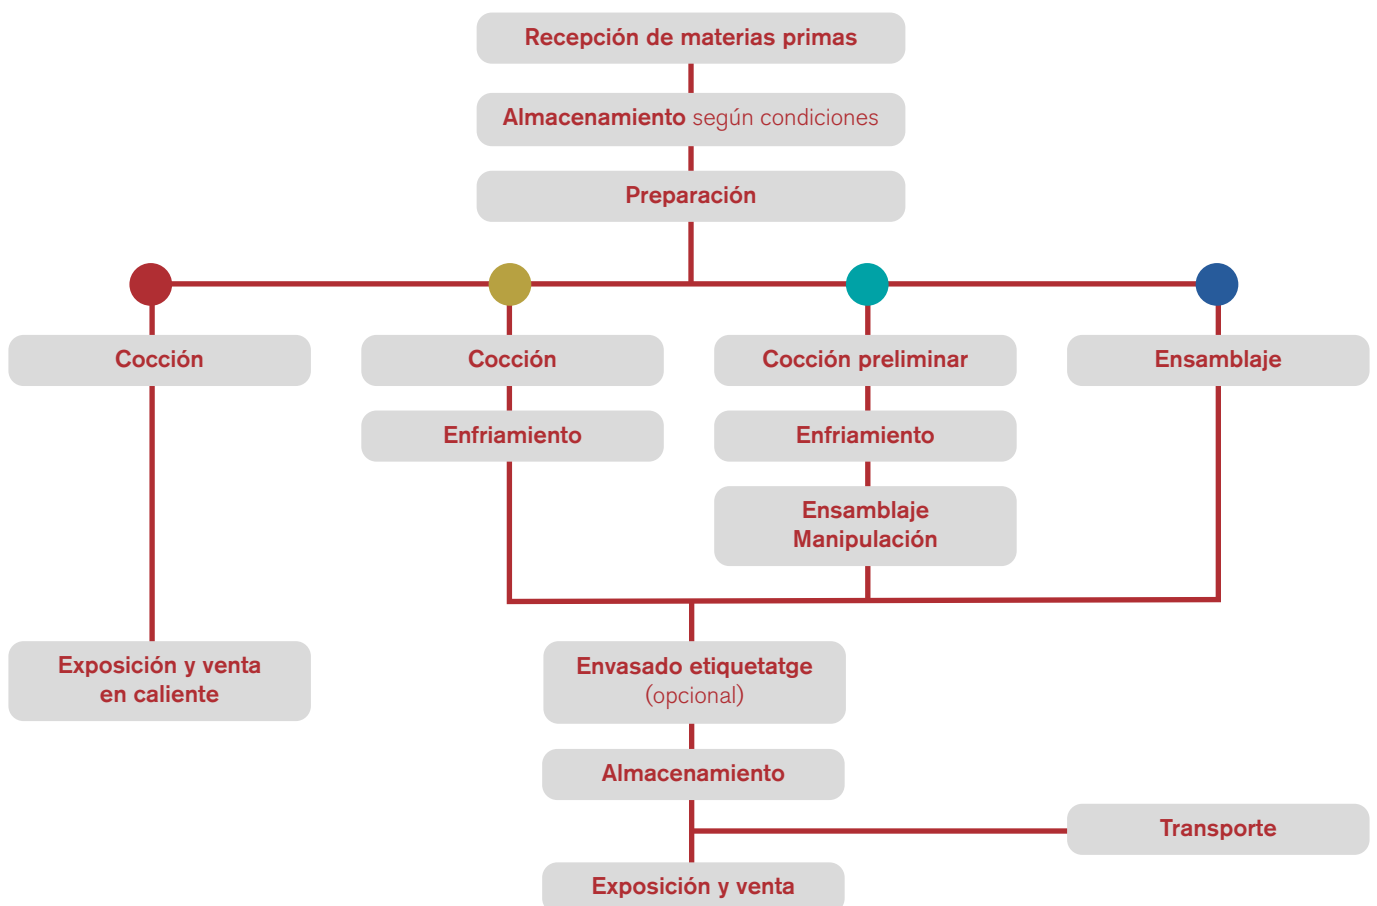 Recepción de materias primas
Almacenamiento según condiciones
Preparación
Cocción
Cocción
Cocción preliminar
Ensamblaje
Enfriamiento
Enfriamiento
Ensamblaje
Manipulación
Exposición y venta
en caliente
Envasado etiquetatge
(opcional)
Almacenamiento
Transporte
Exposición y venta